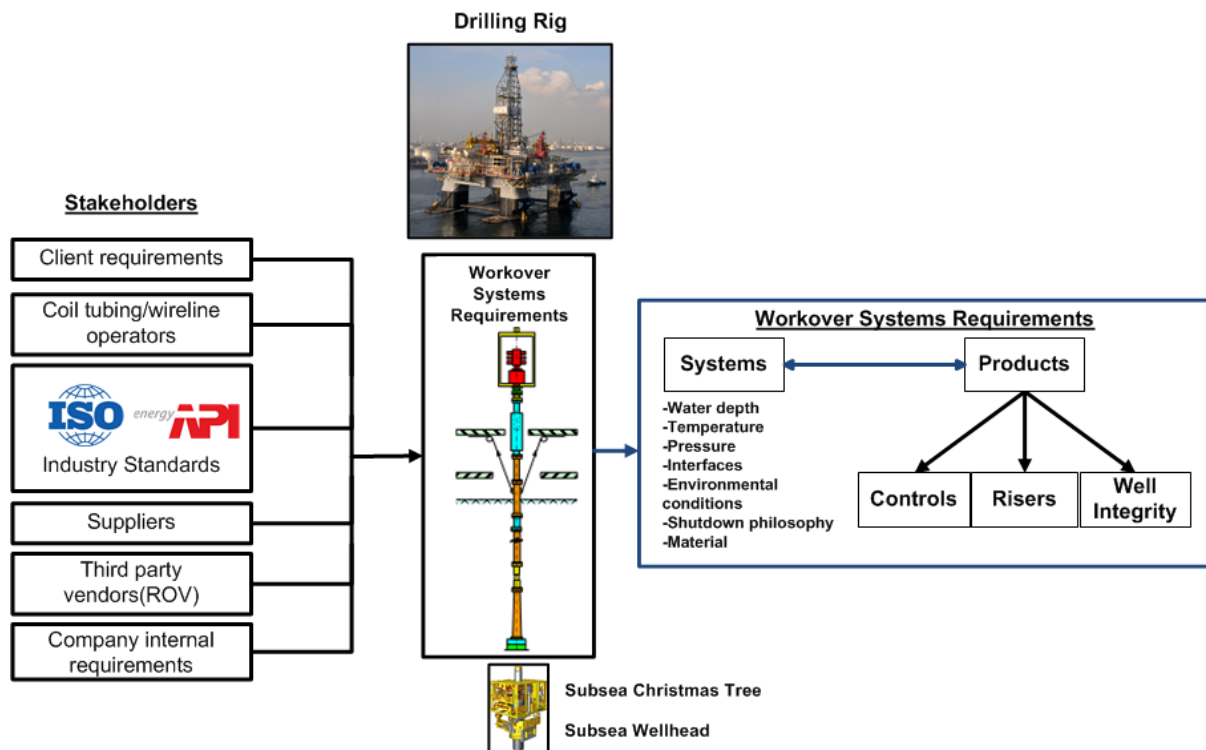 Drilling Rig
Stakeholders
Client requirements
Coil tubing/wireline
operators
ISO
energy API
Industry Standards
Suppliers
Third party
vendors(ROV)
Company internal
requirements
Workover
Systems
Requirements
Workover Systems Requirements
Systems
Products
-Water depth
-Temperature
-Pressure
-Interfaces
-Environmental
conditions
-Shutdown philosophy
-Material
Controls
Risers
Well
Integrity
Subsea Christmas Tree
Subsea Wellhead